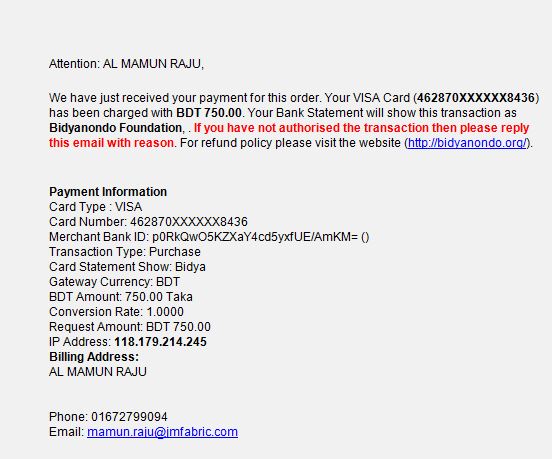 Attention: AL MAMUN RAJU,
We have just received your payment for this order. Your VISA Card (462870XXXXXX8436)
has been charged with BDT 750.00. Your Bank Statement will show this transaction as
Bidyanondo Foundation, . If you have not authorised the transaction then please reply
this email with reason. For refund policy please visit the website (http://bidyanondo.org/).
Payment Information
Card Type : VISA
Card Number: 462870XXXXXX8436
Merchant Bank ID: p0RkQwO5KZXaY4cd5yxfUE/AmKM= ()
Transaction Type: Purchase
Card Statement Show: Bidya
Gateway Currency: BDT
BDT Amount: 750.00 Taka
Conversion Rate: 1.0000
Request Amount: BDT 750.00
IP Address: 118.179.214.245
Billing Address:
AL MAMUN RAJU
Phone: 01672799094
Email: mamun.raju@jmfabric.com